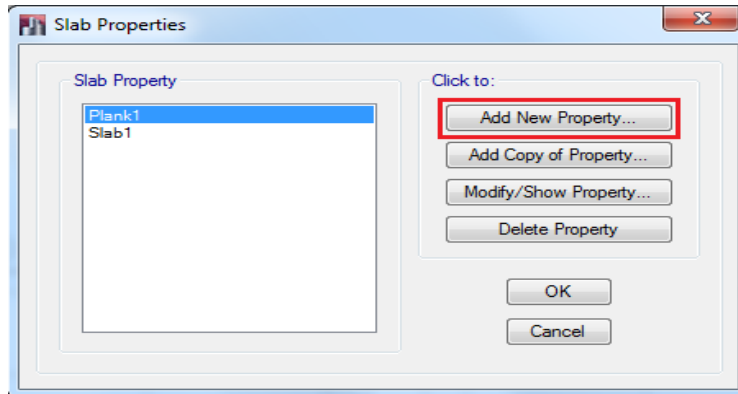 Slab Properties
Slab Property
Plank1
Slab1
Click to:
Add New Property...
Add Copy of Property...
Modify/Show Property...
Delete Property
OK
Cancel